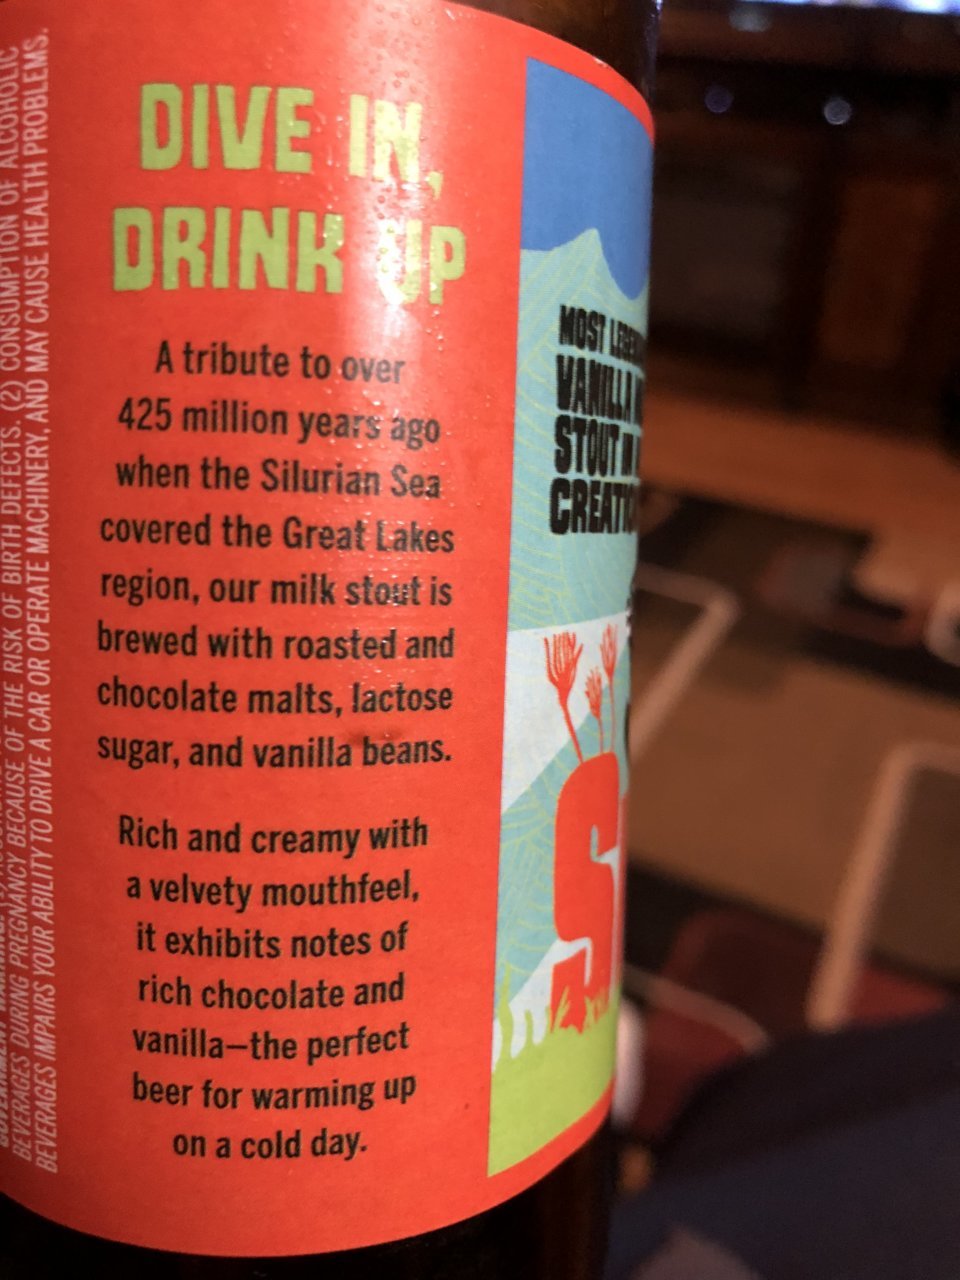 DIVE IN,
DRINK UP
A tribute to over
425 million years ago
when the Silurian Sea
covered the Great Lakes
region, our milk stout is
brewed with roasted and
chocolate malts, lactose
sugar, and vanilla beans.
Rich and creamy with
a velvety mouthfeel,
it exhibits notes of
rich chocolate and
vanilla—the perfect
beer for warming up
on a cold day.
(2) CONSUMPTION OF ALCOHOLIC
BEVERAGES DURING PREGNANCY BECAUSE OF THE RISK OF BIRTH DEFECTS.
BEVERAGES IMPAIRS YOUR ABILITY TO DRIVE A CAR OR OPERATE MACHINERY, AND MAY CAUSE HEALTH PROBLEMS.
MOST
VANILLA
STOUT IN